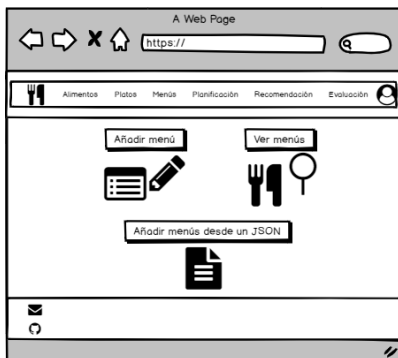 A Web Page
https://
Alimentos Platos Menús Planificación Recomendación Evaluación
Añadir menú Ver menús
Añadir menús desde un JSON